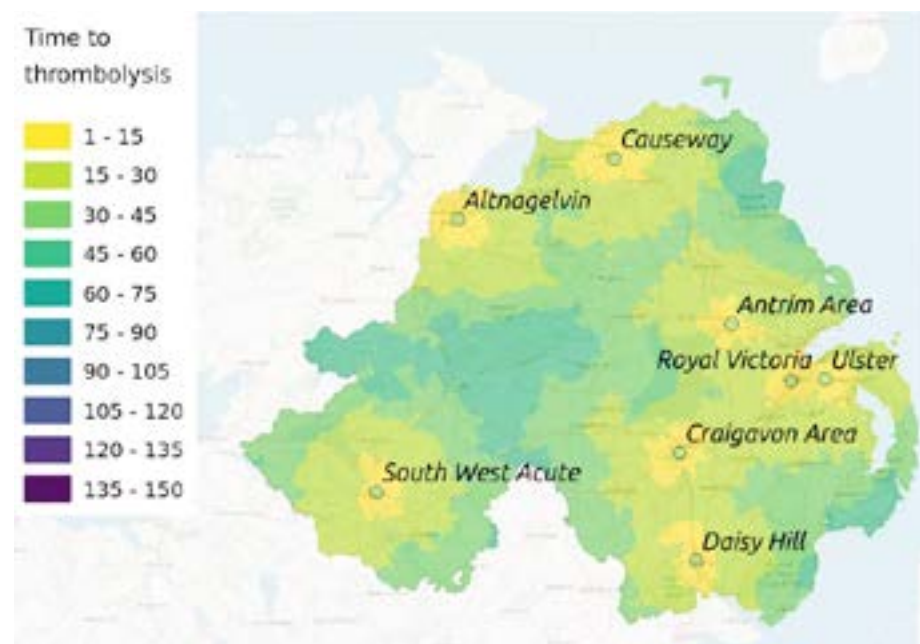 Time to
thrombolysis
1 - 15
15 - 30
30 - 45
45 - 60
60 - 75
75 - 90
90 - 105
105 - 120
120 - 135
135 - 150
Causeway
Altnagelvin
Antrim Area
Royal Victoria
Ulster
Craigavon Area
South West Acute
Daisy Hill